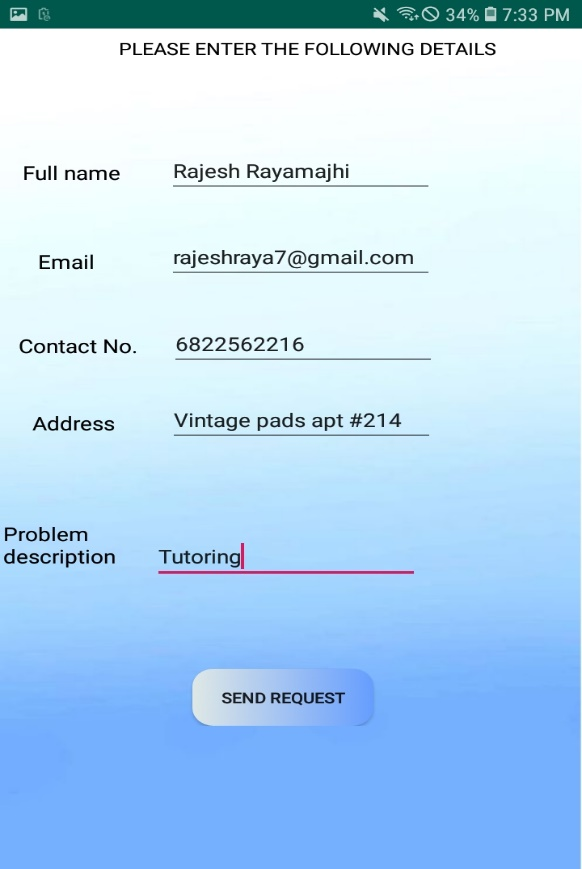 34% 7:33 PM
PLEASE ENTER THE FOLLOWING DETAILS
Full name Rajesh Rayamajhi
Email rajeshraya7@gmail.com
Contact No. 6822562216
Address Vintage pads apt #214
Problem
description Tutoring
SEND REQUEST